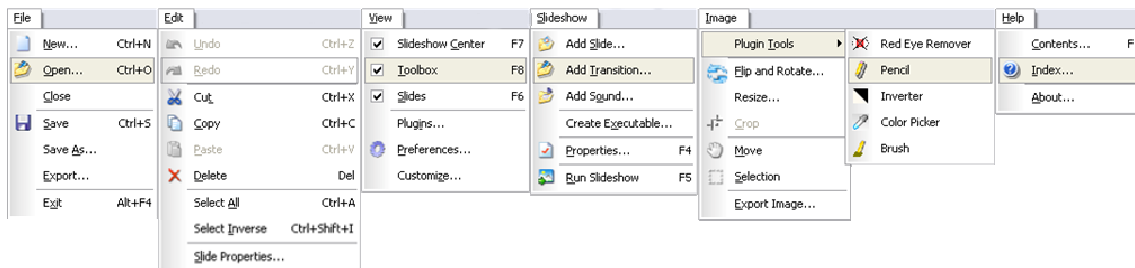 File
New... Ctrl+N
Open... Ctrl+O
Close
Save Ctrl+S
Save As...
Export...
Exit Alt+F4
Edit
Undo Ctrl+Z
Redo Ctrl+Y
Cut Ctrl+X
Copy Ctrl+C
Paste Ctrl+V
Delete Del
Select All Ctrl+A
Select Inverse Ctrl+Shift+I
Slide Properties...
View
Slideshow Center F7
Toolbox F8
Slides F6
Plugins...
Preferences...
Customize...
Slideshow
Add Slide...
Add Transition...
Add Sound...
Create Executable...
Properties... F4
Run Slideshow F5
Image
Plugin Tools
Flip and Rotate...
Resize...
Crop
Move
Selection
Export Image...
Red Eye Remover
Pencil
Inverter
Color Picker
Brush
Help
Contents... F
Index...
About...